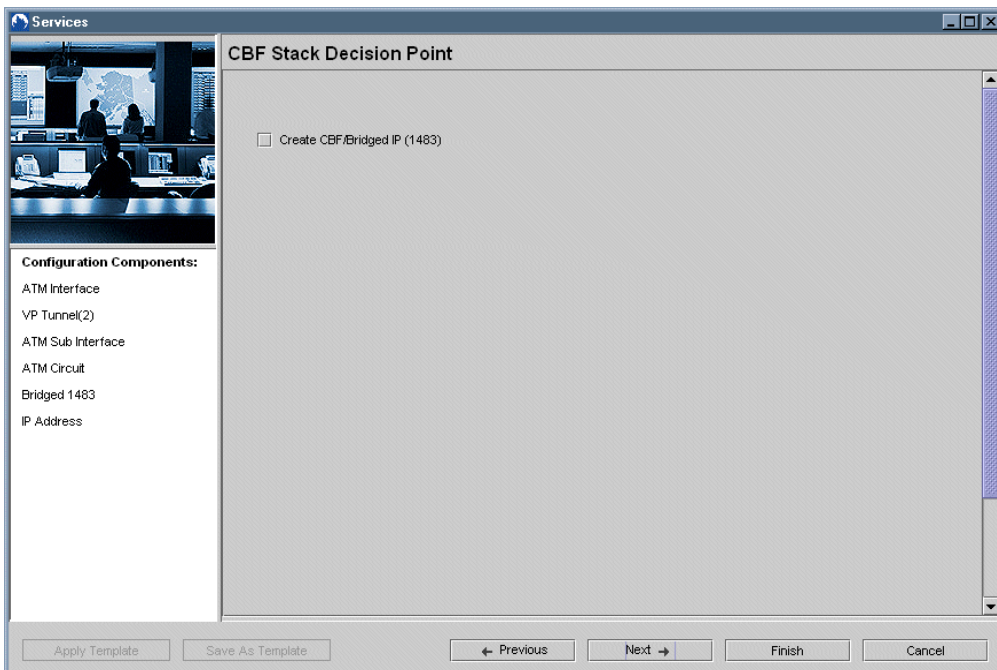 Services
CBF Stack Decision Point
Create CBF/Bridged IP (1483)
Configuration Components:
ATM Interface
VP Tunnel(2)
ATM Sub Interface
ATM Circuit
Bridged 1483
IP Address
Apply Template
Save As Template
← Previous
Next →
Finish
Cancel